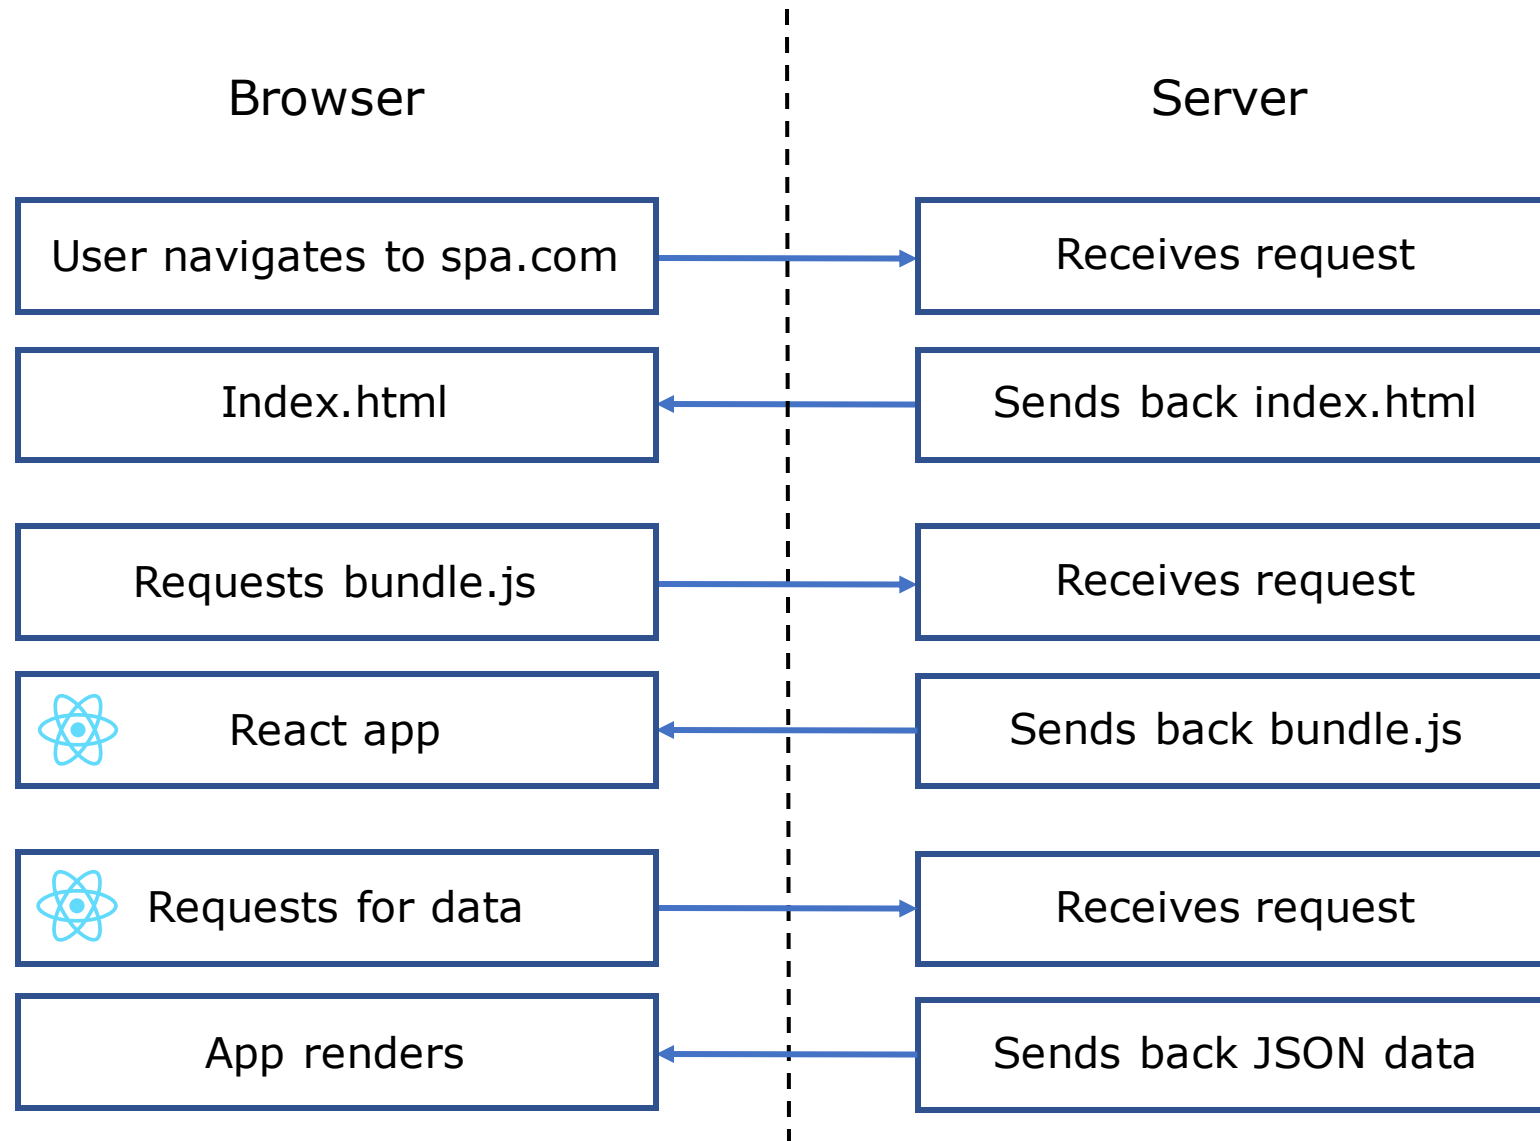 Browser
Server
User navigates to spa.com
Receives request
Index.html
Sends back index.html
Requests bundle.js
Receives request
React app
Sends back bundle.js
Requests for data
Receives request
App renders
Sends back JSON data